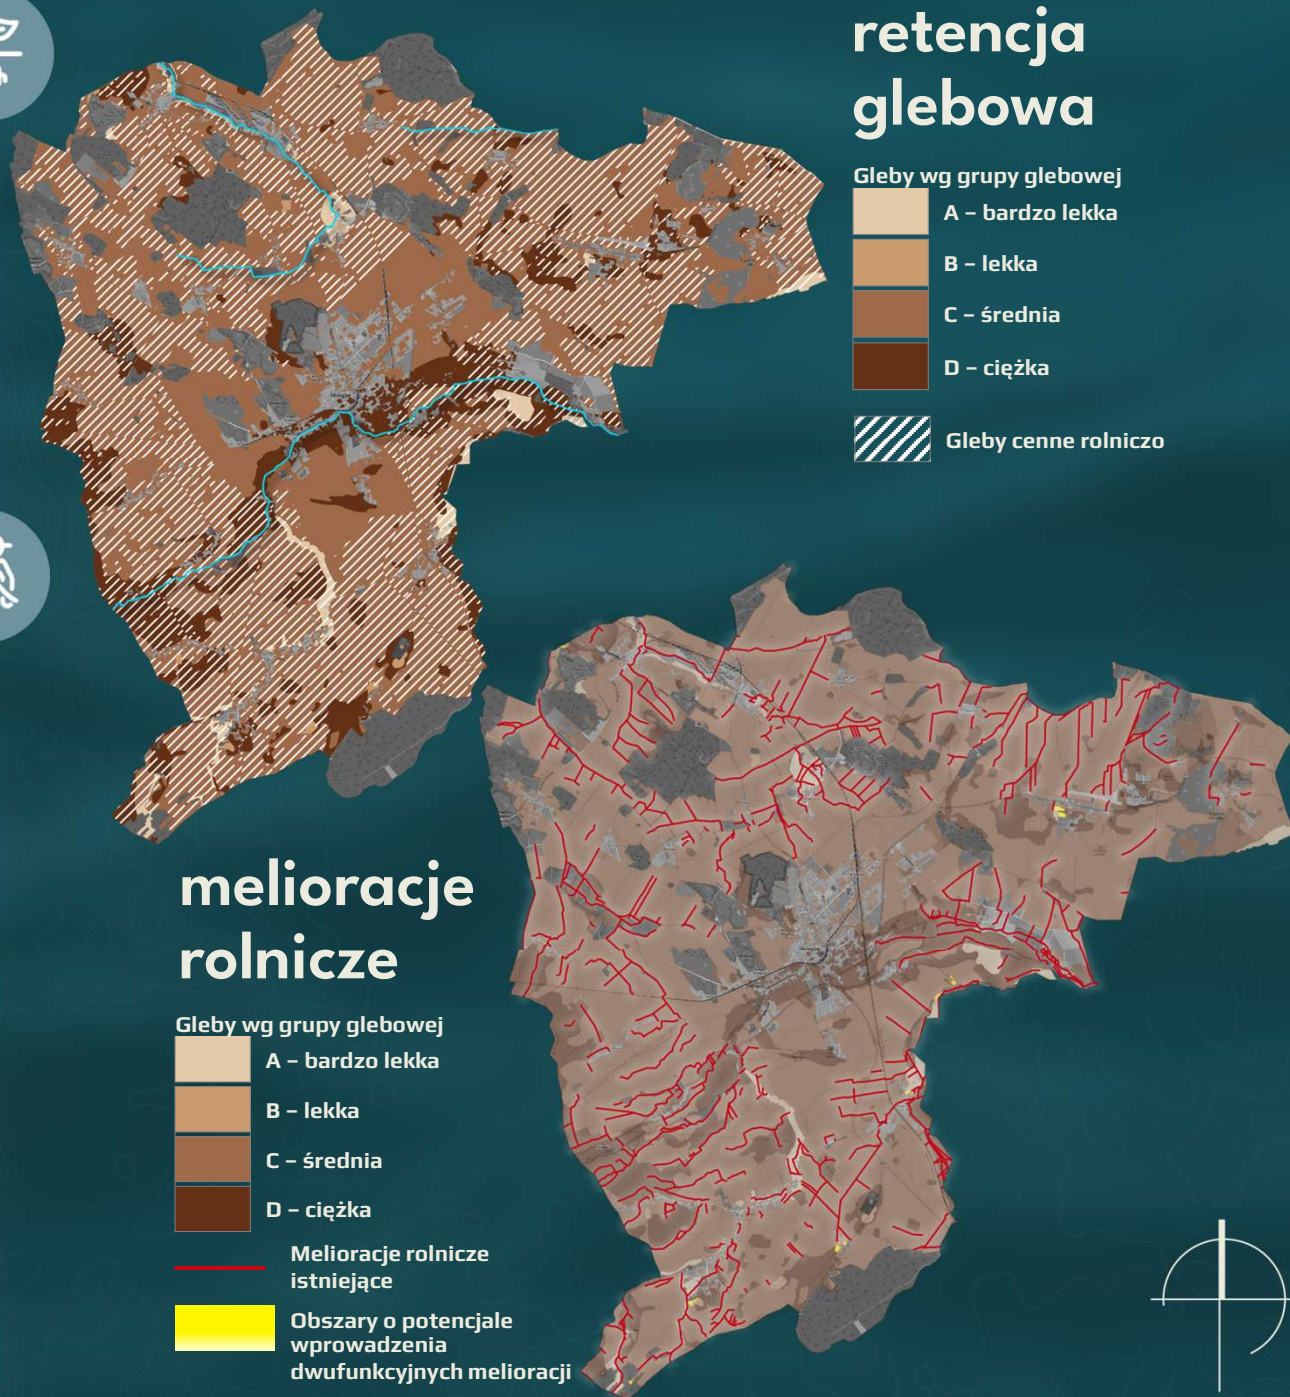 retencja
glebowa
Gleby wg grupy glebowej
A – bardzo lekka
B – lekka
C – średnia
D – ciężka
Gleby cenne rolniczo
melioracje
rolnicze
Gleby wg grupy glebowej
A – bardzo lekka
B – lekka
C – średnia
D – ciężka
Melioracje rolnicze
istniejące
Obszary o potencjale
wprowadzenia
dwufunkcyjnych melioracji